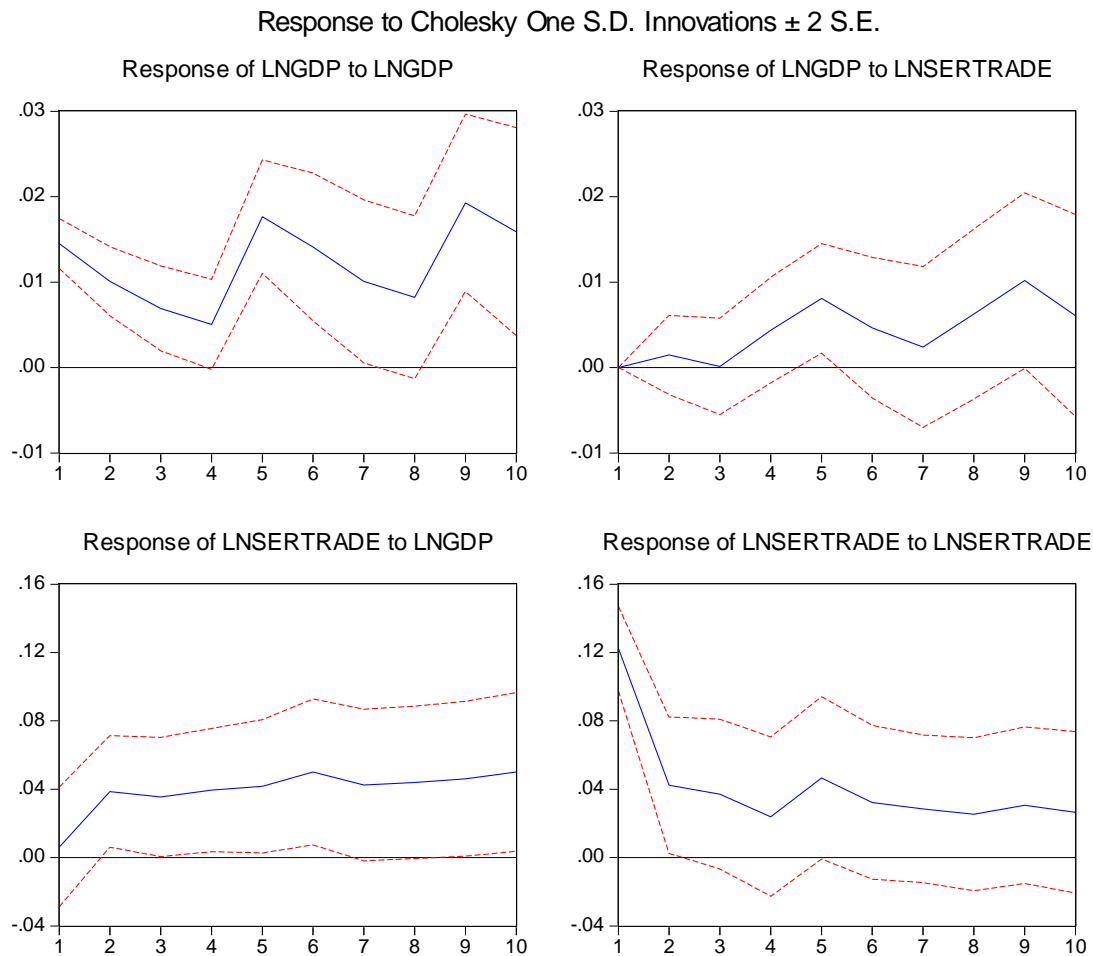 Response to Cholesky One S.D. Innovations ± 2 S.E.
Response of LNGDP to LNGDP
.03
.02
.01
.00
-.01
1 2 3 4 5 6 7 8 9 10
Response of LNGDP to LNSERTRADE
.03
.02
.01
.00
-.01
1 2 3 4 5 6 7 8 9 10
Response of LNSERTRADE to LNGDP
.16
.12
.08
.04
.00
-.04
1 2 3 4 5 6 7 8 9 10
Response of LNSERTRADE to LNSERTRADE
.16
.12
.08
.04
.00
-.04
1 2 3 4 5 6 7 8 9 10